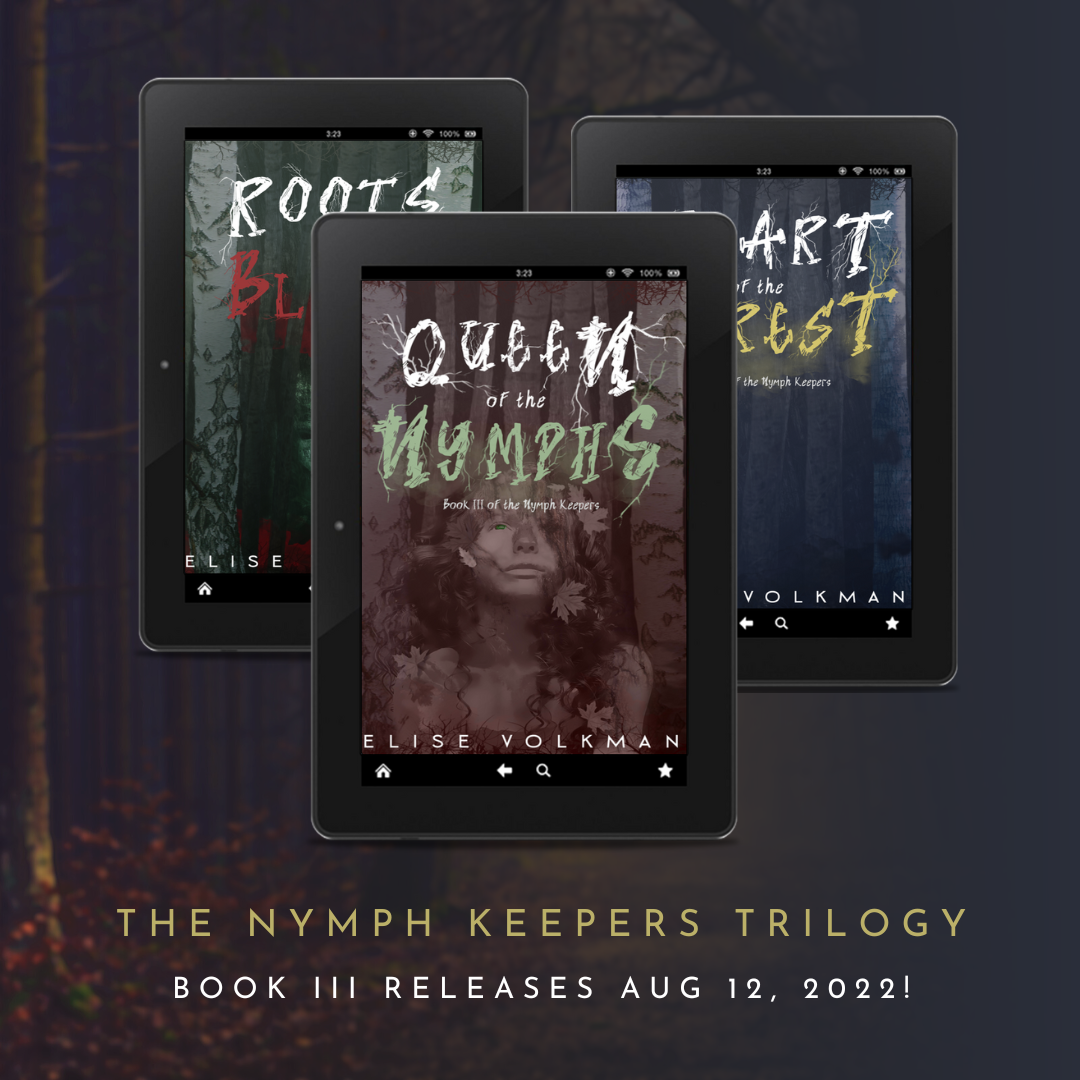 3:23 100%
ROOTS
BL
ELISE
3:23 100%
ART
of the
REST
of the Nymph Keepers
VOLKMAN
3:23 100%
QUEEN
of the
NYMPHS
Book III of the Nymph Keepers
ELISE VOLKMAN
THE NYMPH KEEPERS TRILOGY
BOOK III RELEASES AUG 12, 2022!